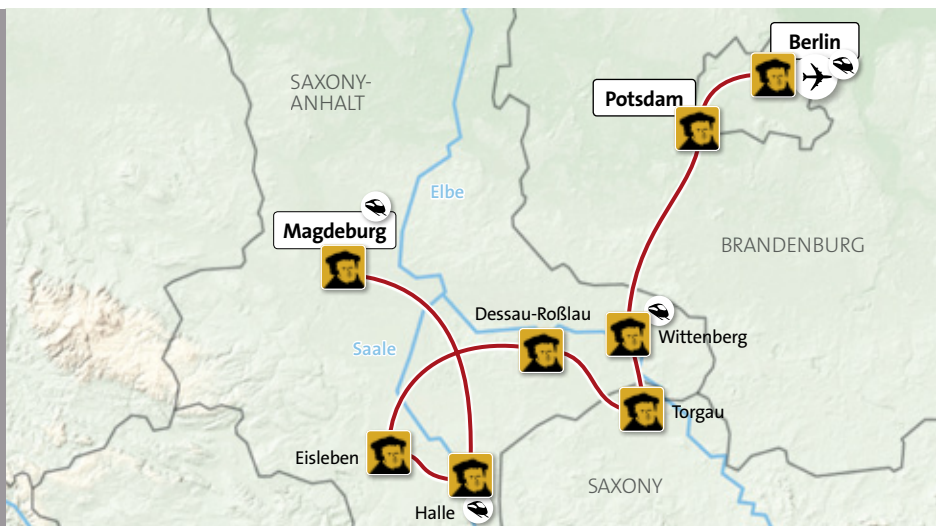 Berlin
SAXONY-
ANHALT
Potsdam
Elbe
Magdeburg
BRANDENBURG
Dessau-Roßlau
Wittenberg
Saale
Torgau
Eisleben
SAXONY
Halle